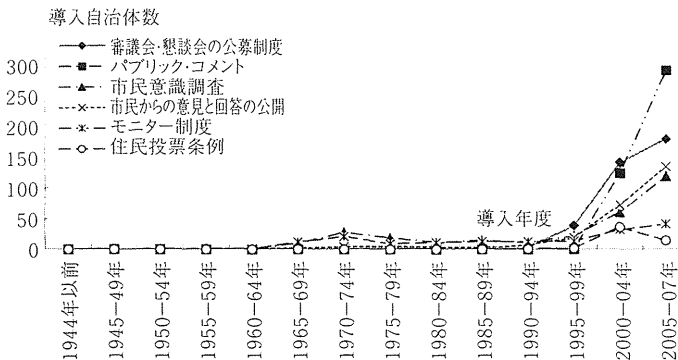 導入自治体数
審議会・懇談会の公募制度
パブリック・コメント
市民意識調査
市民からの意見と回答の公開
モニター制度
住民投票条例
300
250
200
150
100
50
0
導入年度
1944年以前
1945−49年
1950−54年
1955−59年
1960−64年
1965−69年
1970−74年
1975−79年
1980−84年
1985−89年
1990−94年
1995−99年
2000−04年
2005−07年